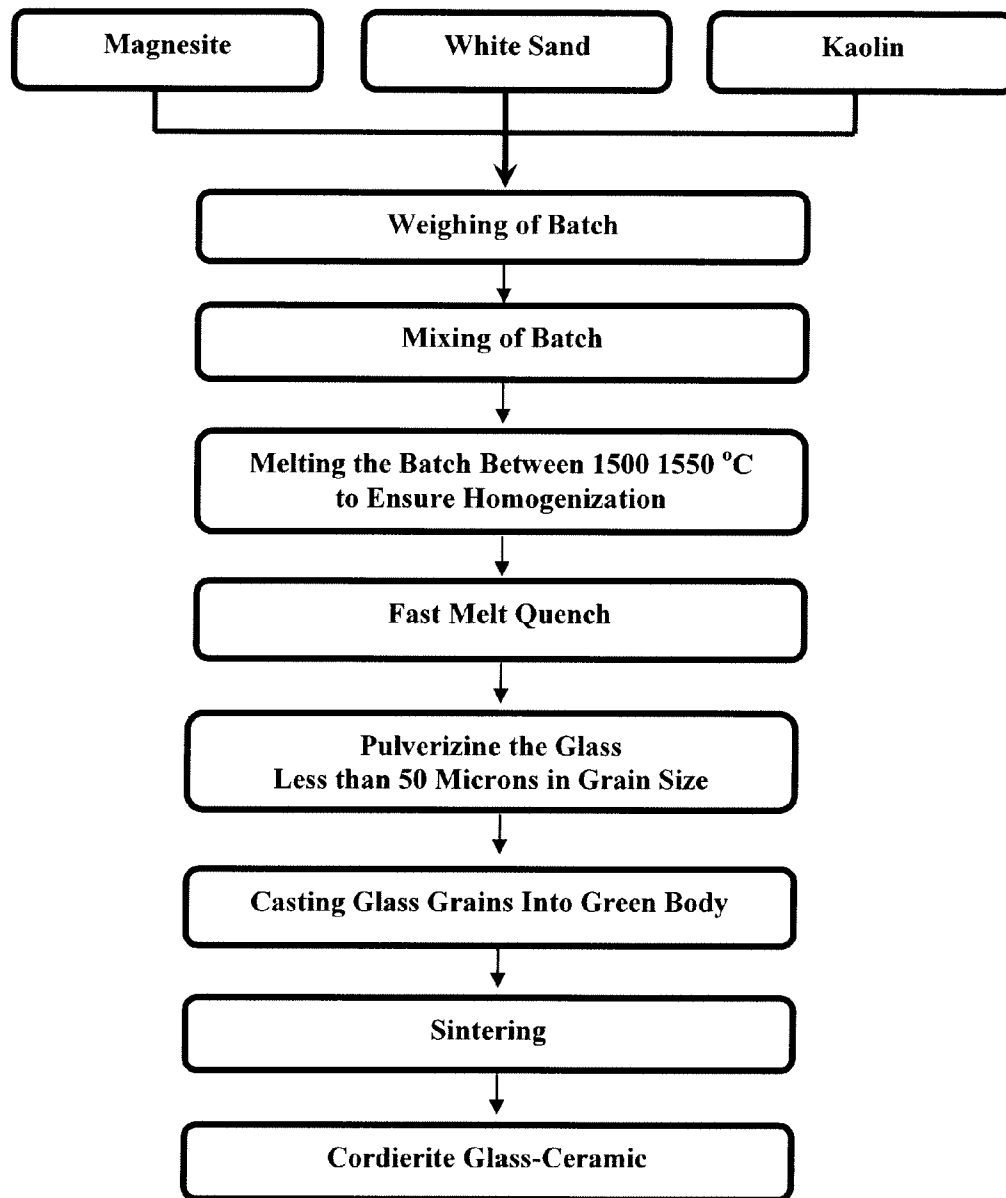 Magnesite
White Sand
Kaolin
Weighing of Batch
Mixing of Batch
Melting the Batch Between 1500 1550 °C
to Ensure Homogenization
Fast Melt Quench
Pulverizine the Glass
Less than 50 Microns in Grain Size
Casting Glass Grains Into Green Body
Sintering
Cordierite Glass-Ceramic